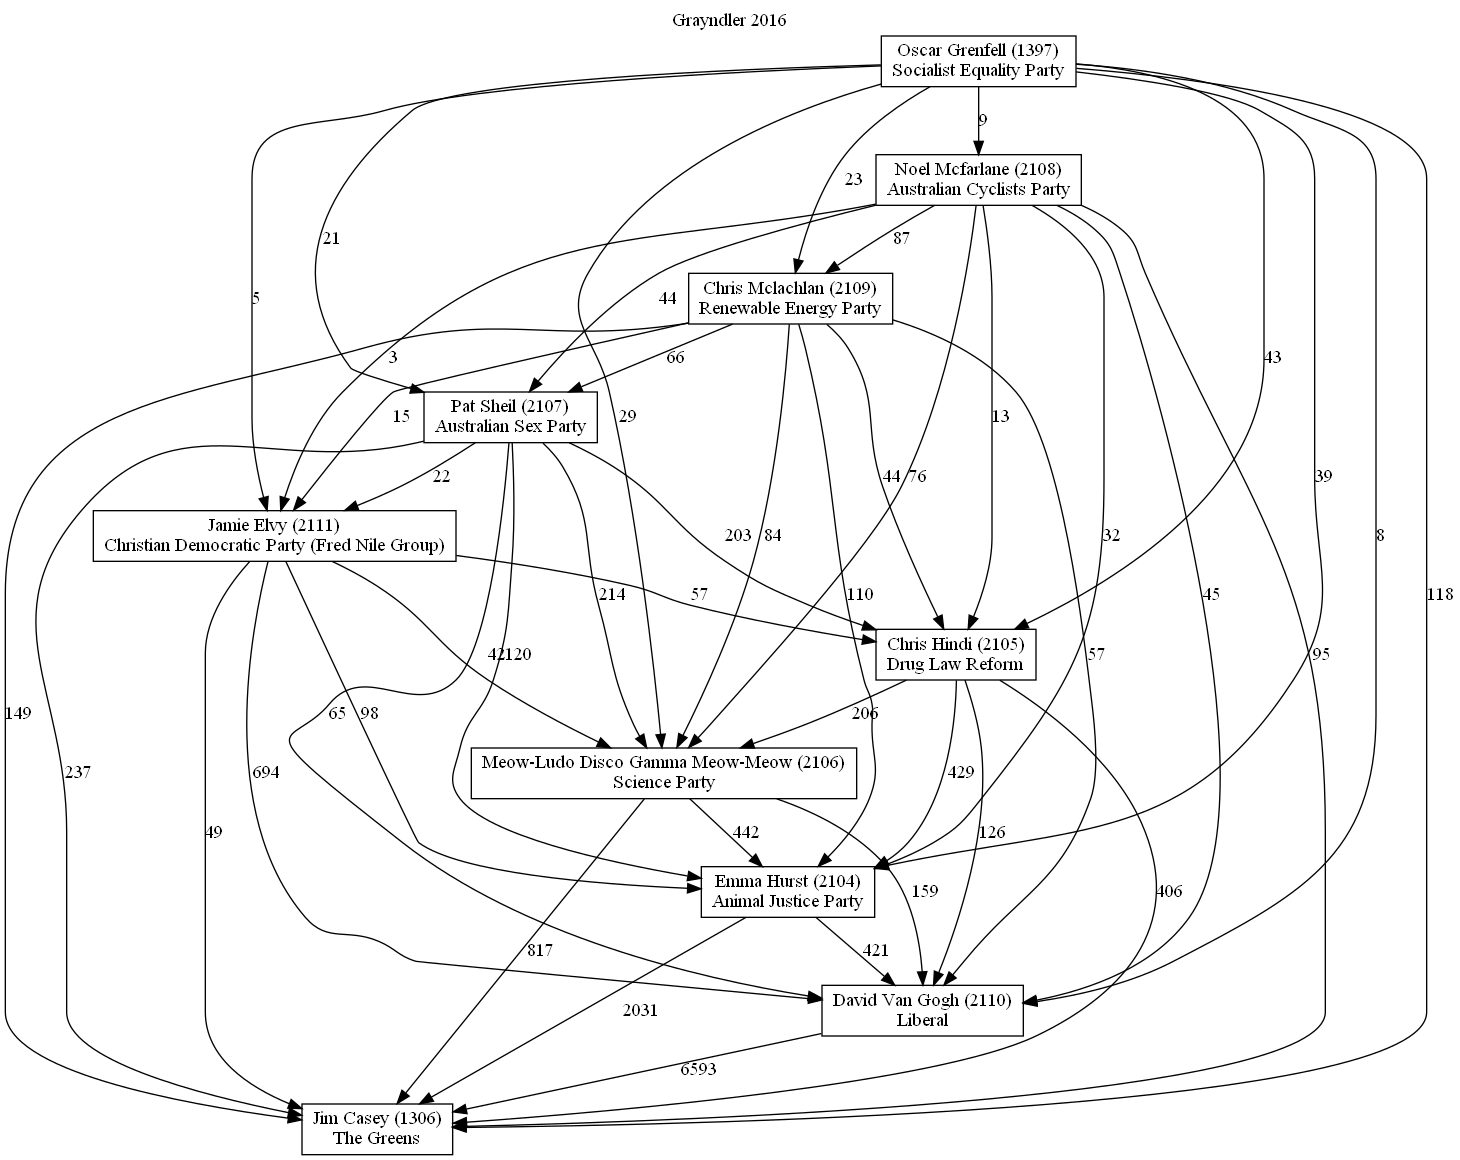 Grayndler 2016
Oscar Grenfell (1397)
Socialist Equality Party
9
Noel Mcfarlane (2108)
Australian Cyclists Party
23
21
87
Chris Mclachlan (2109)
Renewable Energy Party
5
44
3
66
43
Pat Sheil (2107)
Australian Sex Party
15
29
13
22
44
76
39
Jamie Elvy (2111)
Christian Democratic Party (Fred Nile Group)
203
84
32
8
57
214
110
45
118
Chris Hindi (2105)
Drug Law Reform
42
120
57
95
149
65
98
206
Meow-Ludo Disco Gamma Meow-Meow (2106)
Science Party
237
694
429
49
442
126
Emma Hurst (2104)
Animal Justice Party
159
406
817
421
David Van Gogh (2110)
Liberal
2031
6593
Jim Casey (1306)
The Greens